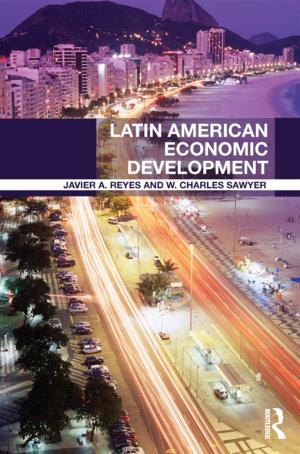 LATIN AMERICAN
ECONOMIC
DEVELOPMENT
JAVIER A. REYES AND W. CHARLES SAWYER
ROUTLEDGE